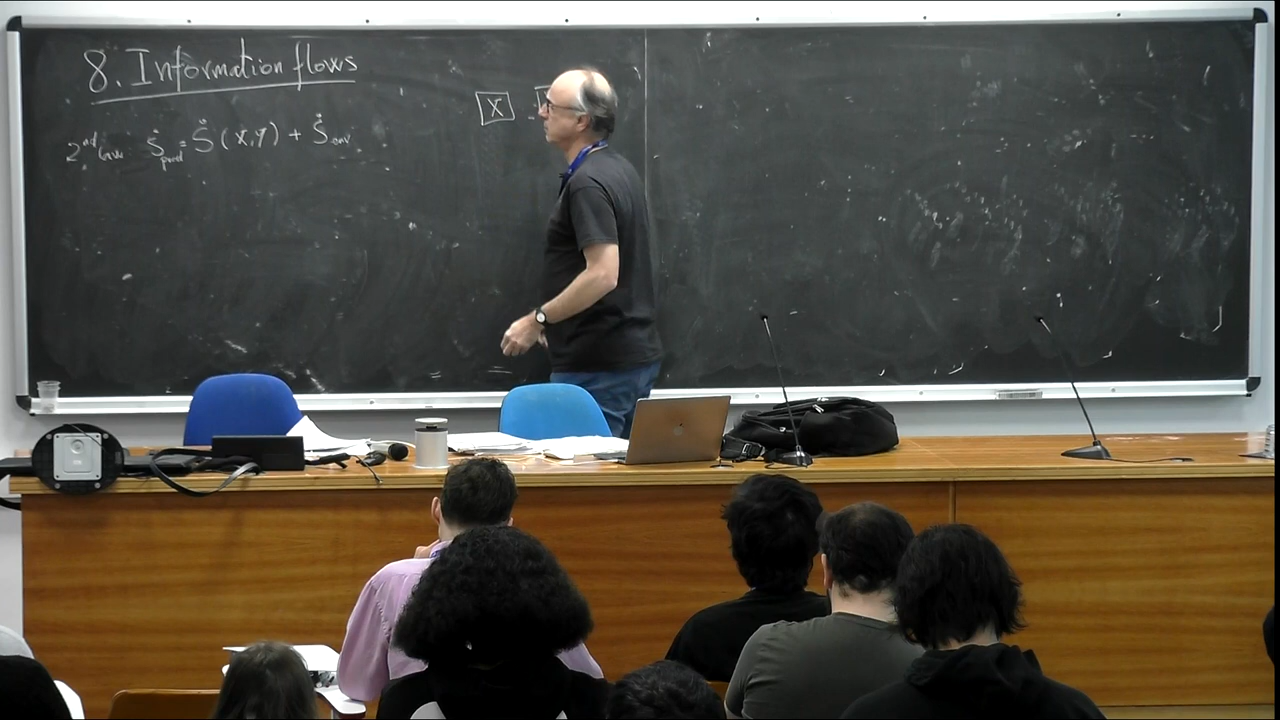 8. Information flows
X
2nd law Ṡprod = Ṡ(x,y) + Ṡenv